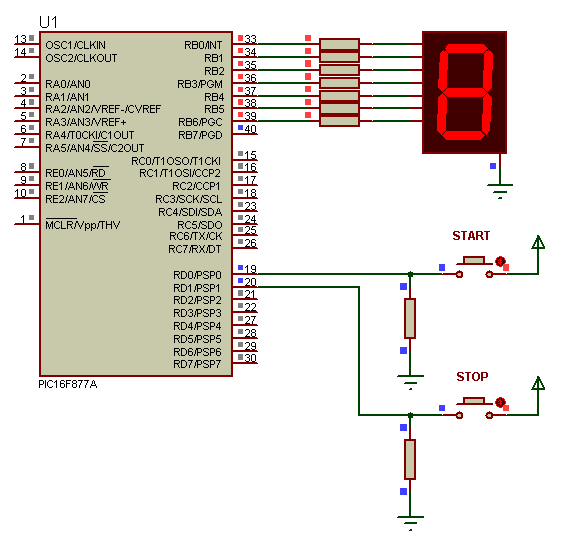 U1
13 OSC1/CLKIN RB0/INT 33
14 OSC2/CLKOUT RB1 34
RB2 35
2 RA0/AN0 RB3/PGM 36
3 RA1/AN1 RB4 37
4 RA2/AN2/VREF-/CVREF RB5 38
5 RA3/AN3/VREF+ RB6/PGC 39
6 RA4/T0CKI/C1OUT RB7/PGD 40
7 RA5/AN4/SS/C2OUT
RC0/T1OSO/T1CKI 15
8 RE0/AN5/RD RC1/T1OSI/CCP2 16
9 RE1/AN6/WR RC2/CCP1 17
10 RE2/AN7/CS RC3/SCK/SCL 18
RC4/SDI/SDA 23
1 MCLR/Vpp/THV RC5/SDO 24
RC6/TX/CK 25
RC7/RX/DT 26
START
RD0/PSP0 19
RD1/PSP1 20
RD2/PSP2 21
RD3/PSP3 22
RD4/PSP4 27
RD5/PSP5 28
RD6/PSP6 29
RD7/PSP7 30
PIC16F877A
STOP
8